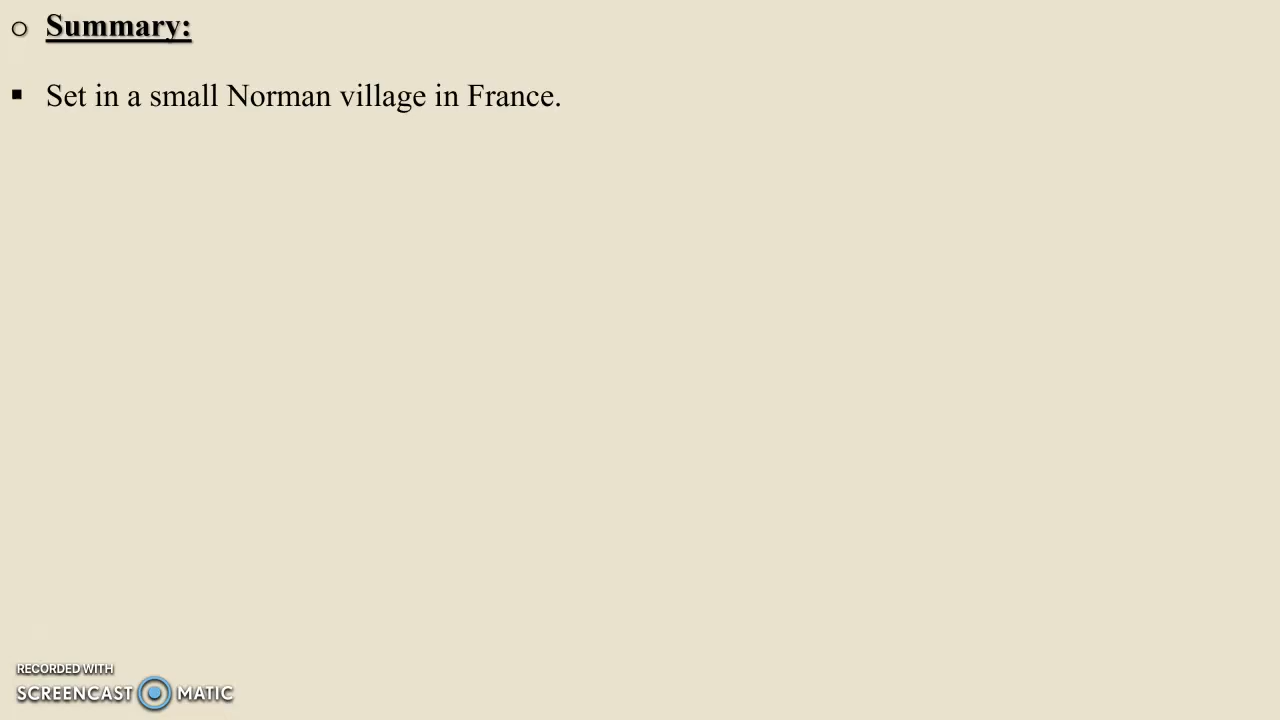 o Summary:
▪ Set in a small Norman village in France.
RECORDED WITH
SCREENCAST MATIC